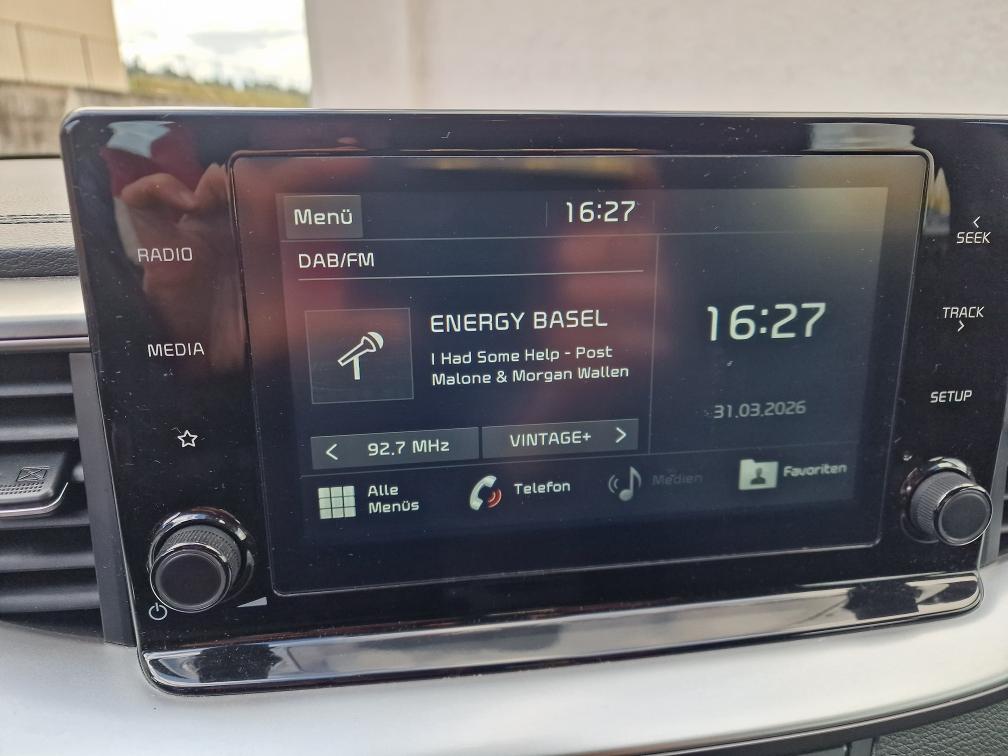 Menü
16:27
DAB/FM
RADIO
ENERGY BASEL
I Had Some Help - Post
Malone & Morgan Wallen
16:27
31.03.2026
MEDIA
< 92.7 MHz
VINTAGE+ >
Alle
Menüs
Telefon
Medien
Favoriten
<
SEEK
TRACK
>
SETUP